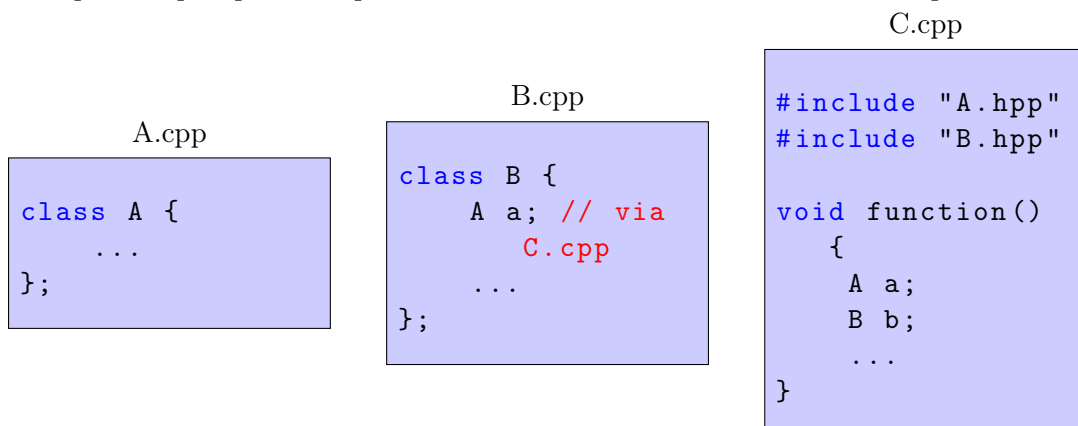 A.cpp
class A {
    ...
};
B.cpp
class B {
    A a; // via
       C.cpp
    ...
};
C.cpp
#include "A.hpp"
#include "B.hpp"
void function()
   {
    A a;
    B b;
    ...
}